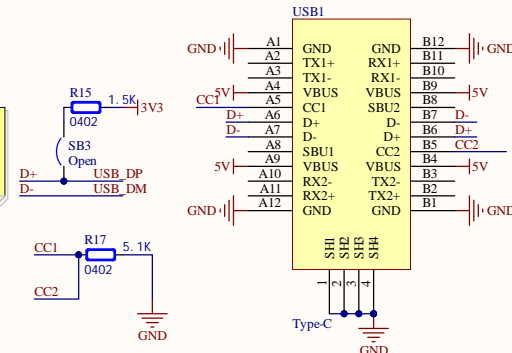 USB1
GND A1 GND GND B12 GND
A2 TX1+ RX1+ B11
A3 TX1- RX1- B10
5V A4 VBUS VBUS B9 5V
CC1 A5 CC1 SBU2 B8
D+ A6 D+ D- B7 D-
D- A7 D- D+ B6 D+
A8 SBU1 CC2 B5 CC2
5V A9 VBUS VBUS B4 5V
A10 RX2- TX2- B3
A11 RX2+ TX2+ B2
GND A12 GND GND B1 GND
SH1 SH2 SH3 SH4
1 2 3 4
Type-C
GND
R15
1.5K
3V3
0402
SB3
Open
D+ USB_DP
D- USB_DM
R17
CC1 5.1K
0402
CC2
GND